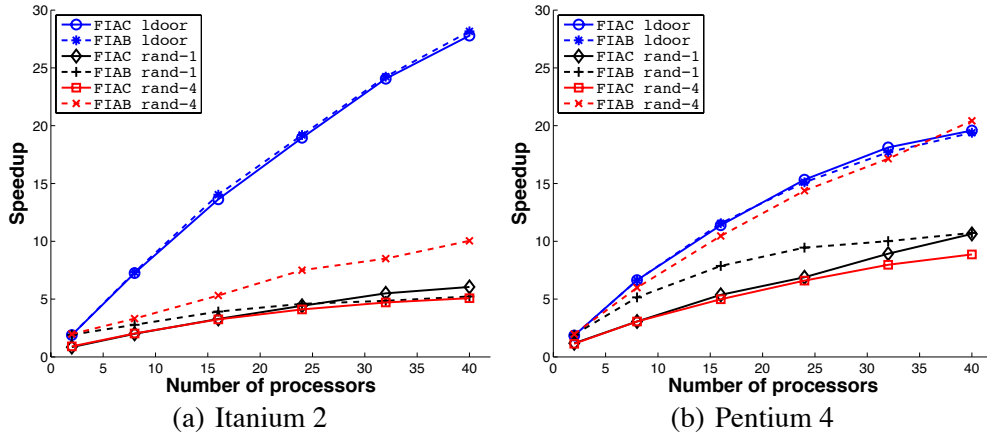 30
25
20
15
10
5
0
Speedup
FIAC ldoor
FIAB ldoor
FIAC rand-1
FIAB rand-1
FIAC rand-4
FIAB rand-4
0 5 10 15 20 25 30 35 40
Number of processors
(a) Itanium 2
30
25
20
15
10
5
0
Speedup
FIAC ldoor
FIAB ldoor
FIAC rand-1
FIAB rand-1
FIAC rand-4
FIAB rand-4
0 5 10 15 20 25 30 35 40
Number of processors
(b) Pentium 4